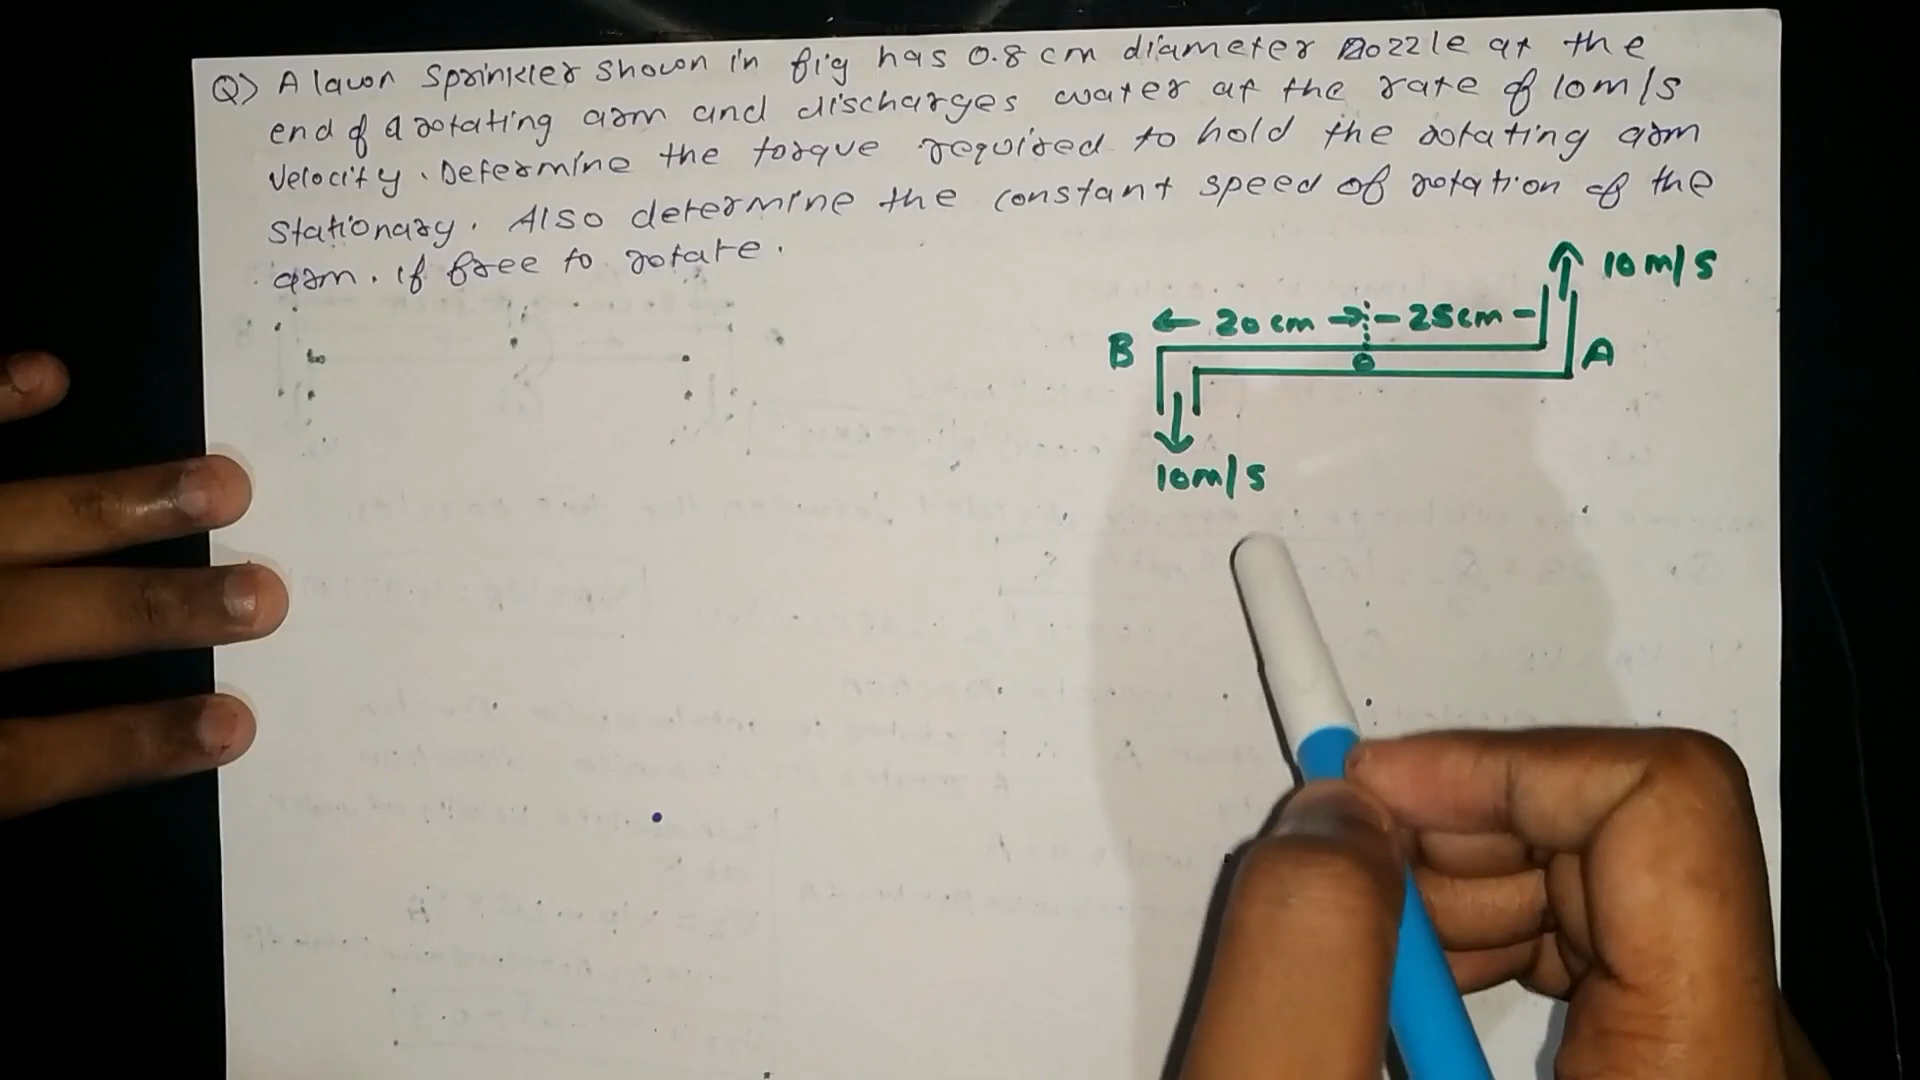 Q) A lawn sprinkler shown in fig has 0.8 cm diameter nozzle at the
end of a rotating arm and discharges water at the rate of 10m/s
velocity. Determine the torque required to hold the rotating arm
stationary. Also determine the constant speed of rotation of the
arm. if free to rotate.
10 m/s
20 cm 25cm
B A
10m/s